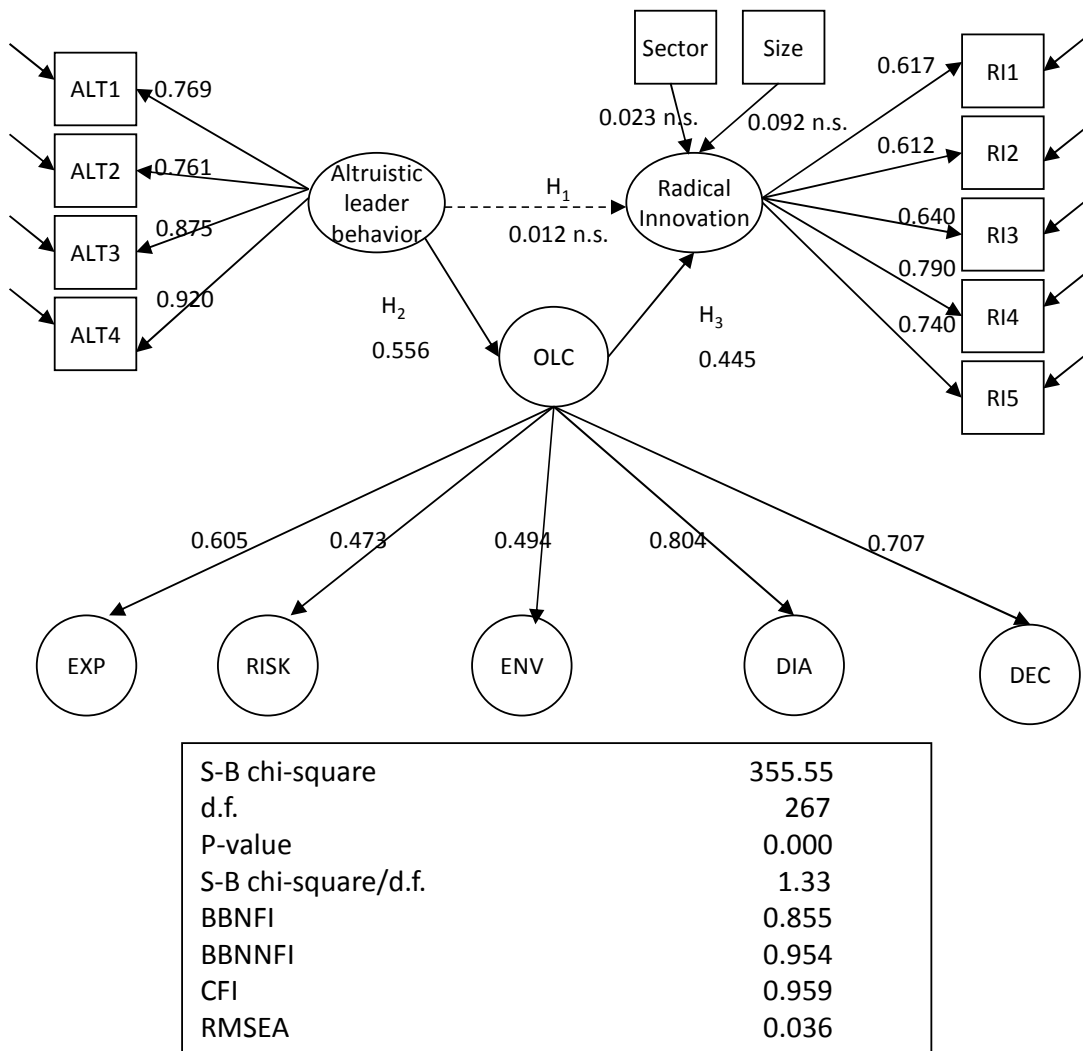 Sector Size
ALT1 0.769
0.617 RI1
0.023 n.s. 0.092 n.s.
ALT2 0.761
0.612 RI2
Altruistic
leader
behavior
Radical
Innovation
H1
0.012 n.s.
ALT3 0.875
0.640 RI3
ALT4 0.920
0.790 RI4
0.740 RI5
H2
0.556
OLC
H3
0.445
0.605 0.473 0.494 0.804 0.707
EXP RISK ENV DIA DEC
S-B chi-square 355.55
d.f. 267
P-value 0.000
S-B chi-square/d.f. 1.33
BBNFI 0.855
BBNNFI 0.954
CFI 0.959
RMSEA 0.036